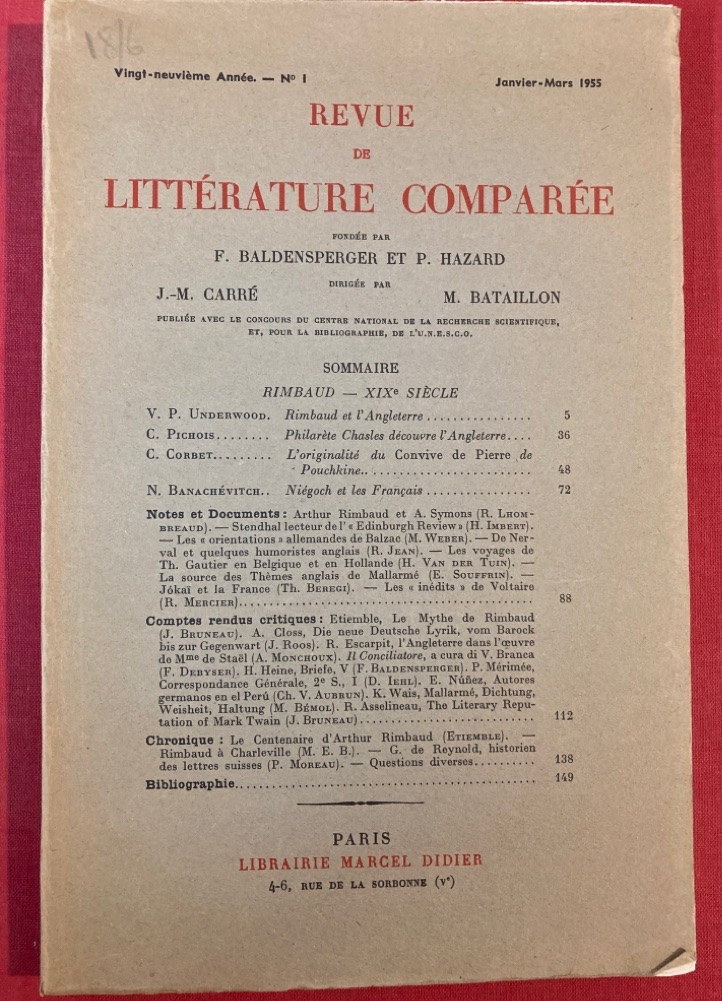 18/6
Vingt-neuvième Année. — Nº 1
Janvier-Mars 1955
REVUE
DE
LITTÉRATURE COMPARÉE
FONDÉE PAR
F. BALDENSPERGER ET P. HAZARD
DIRIGÉE PAR
J.-M. CARRÉ
M. BATAILLON
PUBLIÉE AVEC LE CONCOURS DU CENTRE NATIONAL DE LA RECHERCHE SCIENTIFIQUE,
ET, POUR LA BIBLIOGRAPHIE, DE L'U.N.E.S.C.O.
SOMMAIRE
RIMBAUD — XIXe SIÈCLE
V. P. UNDERWOOD. Rimbaud et l'Angleterre ................ 5
C. PICHOIS........ Philarète Chasles découvre l'Angleterre.... 36
C. CORBET......... L'originalité du Convive de Pierre de
Pouchkine.......................... 48
N. BANACHÉVITCH.. Niégoch et les Français ................ 72
Notes et Documents : Arthur Rimbaud et A. Symons (R. LHOM-
BREAUD). — Stendhal lecteur de l' « Edinburgh Review » (H. IMBERT).
— Les « orientations » allemandes de Balzac (M. WEBER). — De Ner-
val et quelques humoristes anglais (R. JEAN). — Les voyages de
Th. Gautier en Belgique et en Hollande (H. VAN DER TUIN). —
La source des Thèmes anglais de Mallarmé (E. SOUFFRIN). —
Jókaï et la France (Th. BEREGI). — Les « inédits » de Voltaire
(R. MERCIER)........................................ 88
Comptes rendus critiques : Etiemble, Le Mythe de Rimbaud
(J. BRUNEAU). A. Closs, Die neue Deutsche Lyrik, vom Barock
bis zur Gegenwart (J. ROOS). R. Escarpit, l'Angleterre dans l'œuvre
de Mme de Staël (A. MONCHOUX). Il Conciliatore, a cura di V. Branca
(F. DEBYSER). H. Heine, Briefe, V (F. BALDENSPERGER). P. Mérimée,
Correspondance Générale, 2e S., I (D. IEHL). E. Núñez, Autores
germanos en el Perú (Ch. V. AUBRUN). K. Wais, Mallarmé, Dichtung,
Weisheit, Haltung (M. BÉMOL). R. Asselineau, The Literary Repu-
tation of Mark Twain (J. BRUNEAU)......................... 112
Chronique : Le Centenaire d'Arthur Rimbaud (ETIEMBLE). —
Rimbaud à Charleville (M. E. B.). — G. de Reynold, historien
des lettres suisses (P. MOREAU). — Questions diverses.......... 138
Bibliographie.......................................... 149
PARIS
LIBRAIRIE MARCEL DIDIER
4-6, RUE DE LA SORBONNE (Ve)